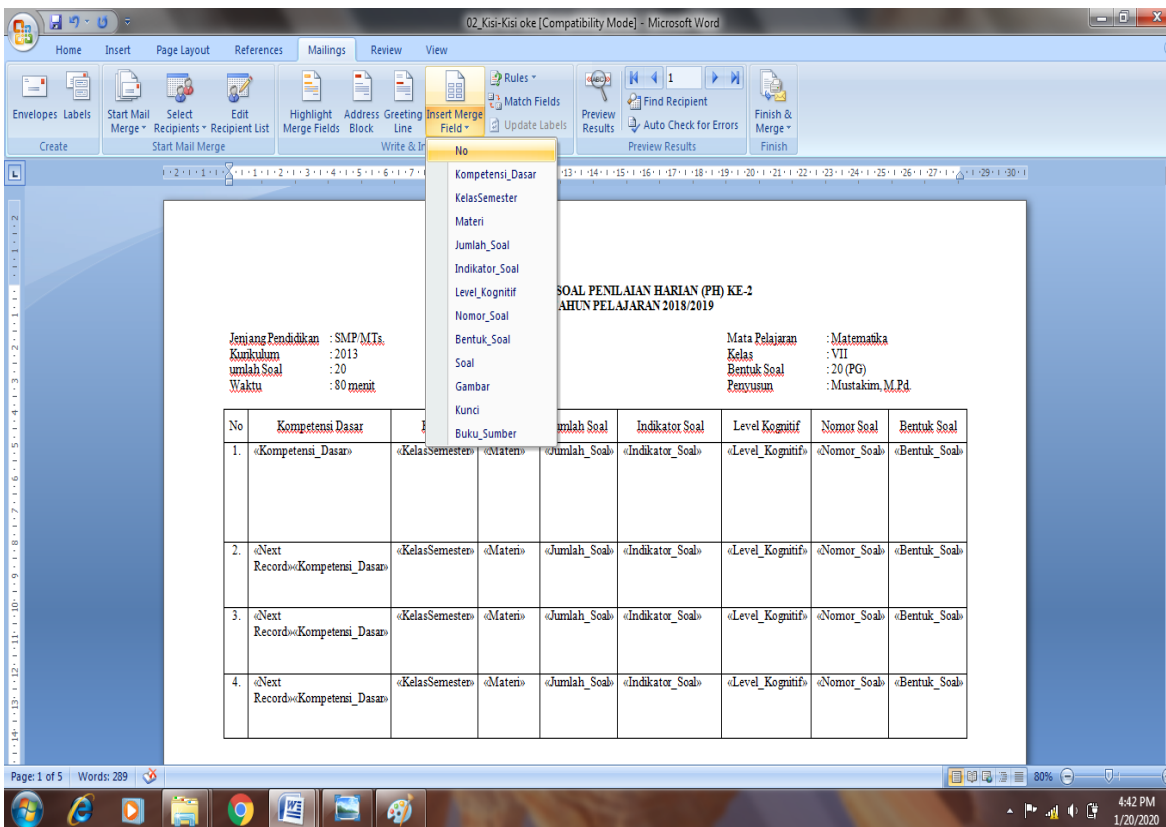 02_Kisi-Kisi oke [Compatibility Mode] - Microsoft Word
Home Insert Page Layout References Mailings Review View
Envelopes Labels
Create
Start Mail Merge
Select Recipients
Edit Recipient List
Start Mail Merge
Highlight Merge Fields
Address Block
Greeting Line
Insert Merge Field
Rules
Match Fields
Update Labels
Write & In
Preview Results
1
Find Recipient
Auto Check for Errors
Preview Results
Finish & Merge
Finish
No
Kompetensi_Dasar
KelasSemester
Materi
Jumlah_Soal
Indikator_Soal
Level_Kognitif
Nomor_Soal
Bentuk_Soal
Soal
Gambar
Kunci
Buku_Sumber
SOAL PENILAIAN HARIAN (PH) KE-2
AHUN PELAJARAN 2018/2019
Jenjang Pendidikan : SMP/MTs.
Kurikulum : 2013
umlah Soal : 20
Waktu : 80 menit
Mata Pelajaran : Matematika
Kelas : VII
Bentuk Soal : 20 (PG)
Penyusun : Mustakim, M.Pd.
No Kompetensi Dasar umlah Soal Indikator Soal Level Kognitif Nomor Soal Bentuk Soal
1. «Kompetensi_Dasar» «KelasSemester» «Materi» «Jumlah_Soal» «Indikator_Soal» «Level_Kognitif» «Nomor_Soal» «Bentuk_Soal»
2. «Next Record»«Kompetensi_Dasar» «KelasSemester» «Materi» «Jumlah_Soal» «Indikator_Soal» «Level_Kognitif» «Nomor_Soal» «Bentuk_Soal»
3. «Next Record»«Kompetensi_Dasar» «KelasSemester» «Materi» «Jumlah_Soal» «Indikator_Soal» «Level_Kognitif» «Nomor_Soal» «Bentuk_Soal»
4. «Next Record»«Kompetensi_Dasar» «KelasSemester» «Materi» «Jumlah_Soal» «Indikator_Soal» «Level_Kognitif» «Nomor_Soal» «Bentuk_Soal»
Page: 1 of 5 Words: 289 80%
4:42 PM
1/20/2020